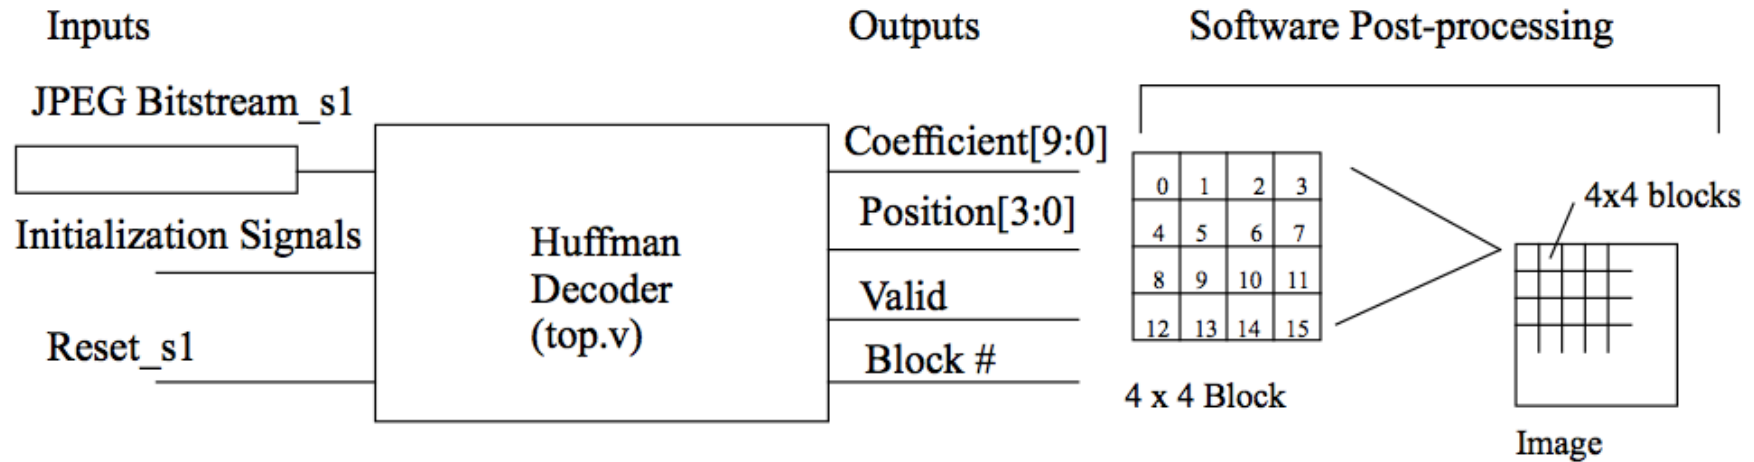 Inputs
Outputs
Software Post-processing
JPEG Bitstream_s1
Initialization Signals
Reset_s1
Huffman
Decoder
(top.v)
Coefficient[9:0]
Position[3:0]
Valid
Block #
0 1 2 3
4 5 6 7
8 9 10 11
12 13 14 15
4 x 4 Block
4x4 blocks
Image